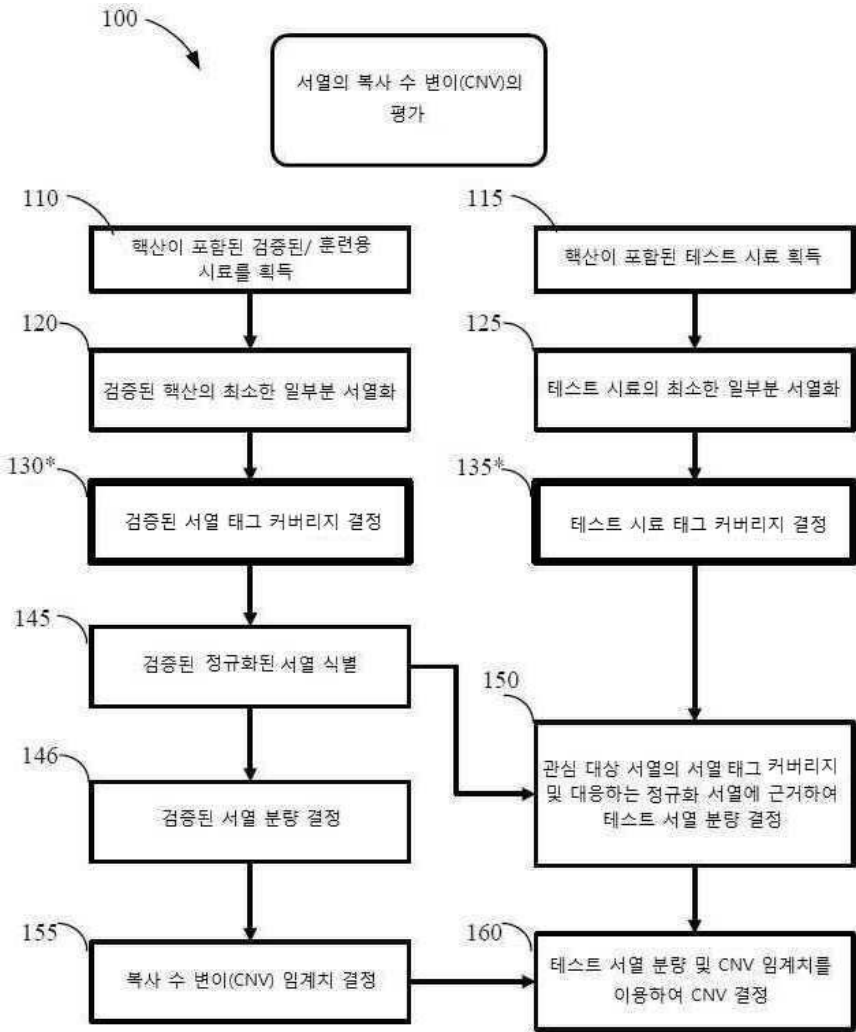 100
서열의 복사 수 변이(CNV)의
평가
110
핵산이 포함된 검증된/ 훈련용
시료를 획득
115
핵산이 포함된 테스트 시료 획득
120
검증된 핵산의 최소한 일부분 서열화
125
테스트 시료의 최소한 일부분 서열화
130*
검증된 서열 태그 커버리지 결정
135*
테스트 시료 태그 커버리지 결정
145
검증된 정규화된 서열 식별
150
관심 대상 서열의 서열 태그 커버리지
및 대응하는 정규화 서열에 근거하여
테스트 서열 분량 결정
146
검증된 서열 분량 결정
155
복사 수 변이(CNV) 임계치 결정
160
테스트 서열 분량 및 CNV 임계치를
이용하여 CNV 결정